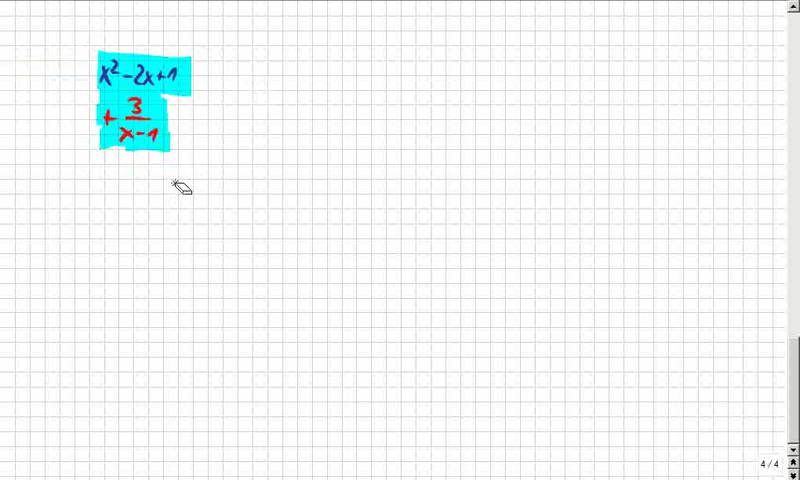 x² - 2x + 1
+ 3/(x - 1)
4 / 4